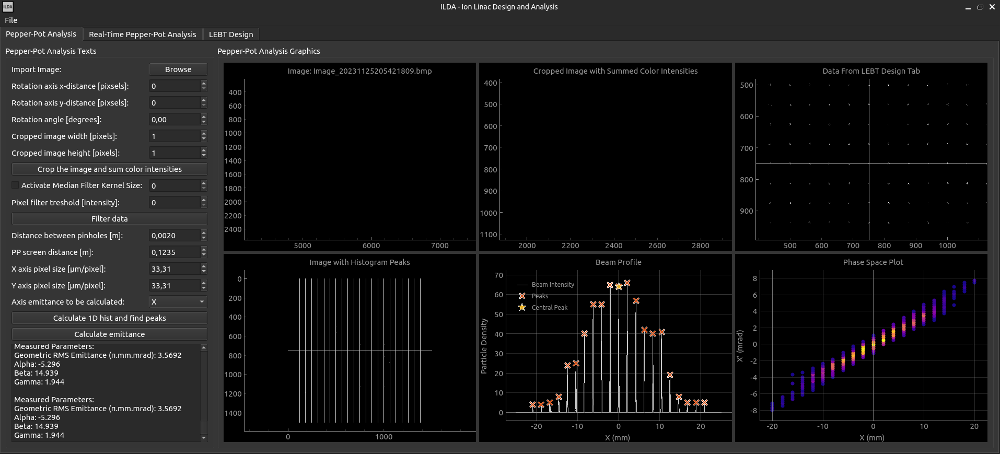 ILDA
ILDA - Ion Linac Design and Analysis
File
Pepper-Pot Analysis
Real-Time Pepper-Pot Analysis
LEBT Design
Pepper-Pot Analysis Texts
Import Image:
Browse
Rotation axis x-distance [pixsels]:
0
Rotation axis y-distance [pixsels]:
0
Rotation angle [degrees]:
0,00
Cropped image width [pixels]:
1
Cropped image height [pixels]:
1
Crop the image and sum color intensities
Activate Median Filter Kernel Size:
0
Pixel filter treshold [intensity]:
0
Filter data
Distance between pinholes [m]:
0,0020
PP screen distance [m]:
0,1235
X axis pixel size [µm/pixel]:
33,31
Y axis pixel size [µm/pixel]:
33,31
Axis emittance to be calculated:
X
Calculate 1D hist and find peaks
Calculate emittance
Measured Parameters:
Geometric RMS Emittance (π.mm.mrad): 3.5692
Alpha: -5.296
Beta: 14.939
Gamma: 1.944
Measured Parameters:
Geometric RMS Emittance (π.mm.mrad): 3.5692
Alpha: -5.296
Beta: 14.939
Gamma: 1.944
Pepper-Pot Analysis Graphics
Image: Image_20231125205421809.bmp
400
600
800
1000
1200
1400
1600
1800
2000
2200
2400
5000
6000
7000
Cropped Image with Summed Color Intensities
400
500
600
700
800
900
1000
1100
2000
2200
2400
2600
2800
Data From LEBT Design Tab
500
600
700
800
900
500
600
700
800
900
1000
Image with Histogram Peaks
0
200
400
600
800
1000
1200
1400
0
1000
Beam Profile
70
60
50
40
30
20
10
0
Particle Density
Beam Intensity
Peaks
Central Peak
-20
-10
0
10
20
X (mm)
Phase Space Plot
8
6
4
2
0
-2
-4
-6
-8
X' (mrad)
-20
-10
0
10
20
X (mm)